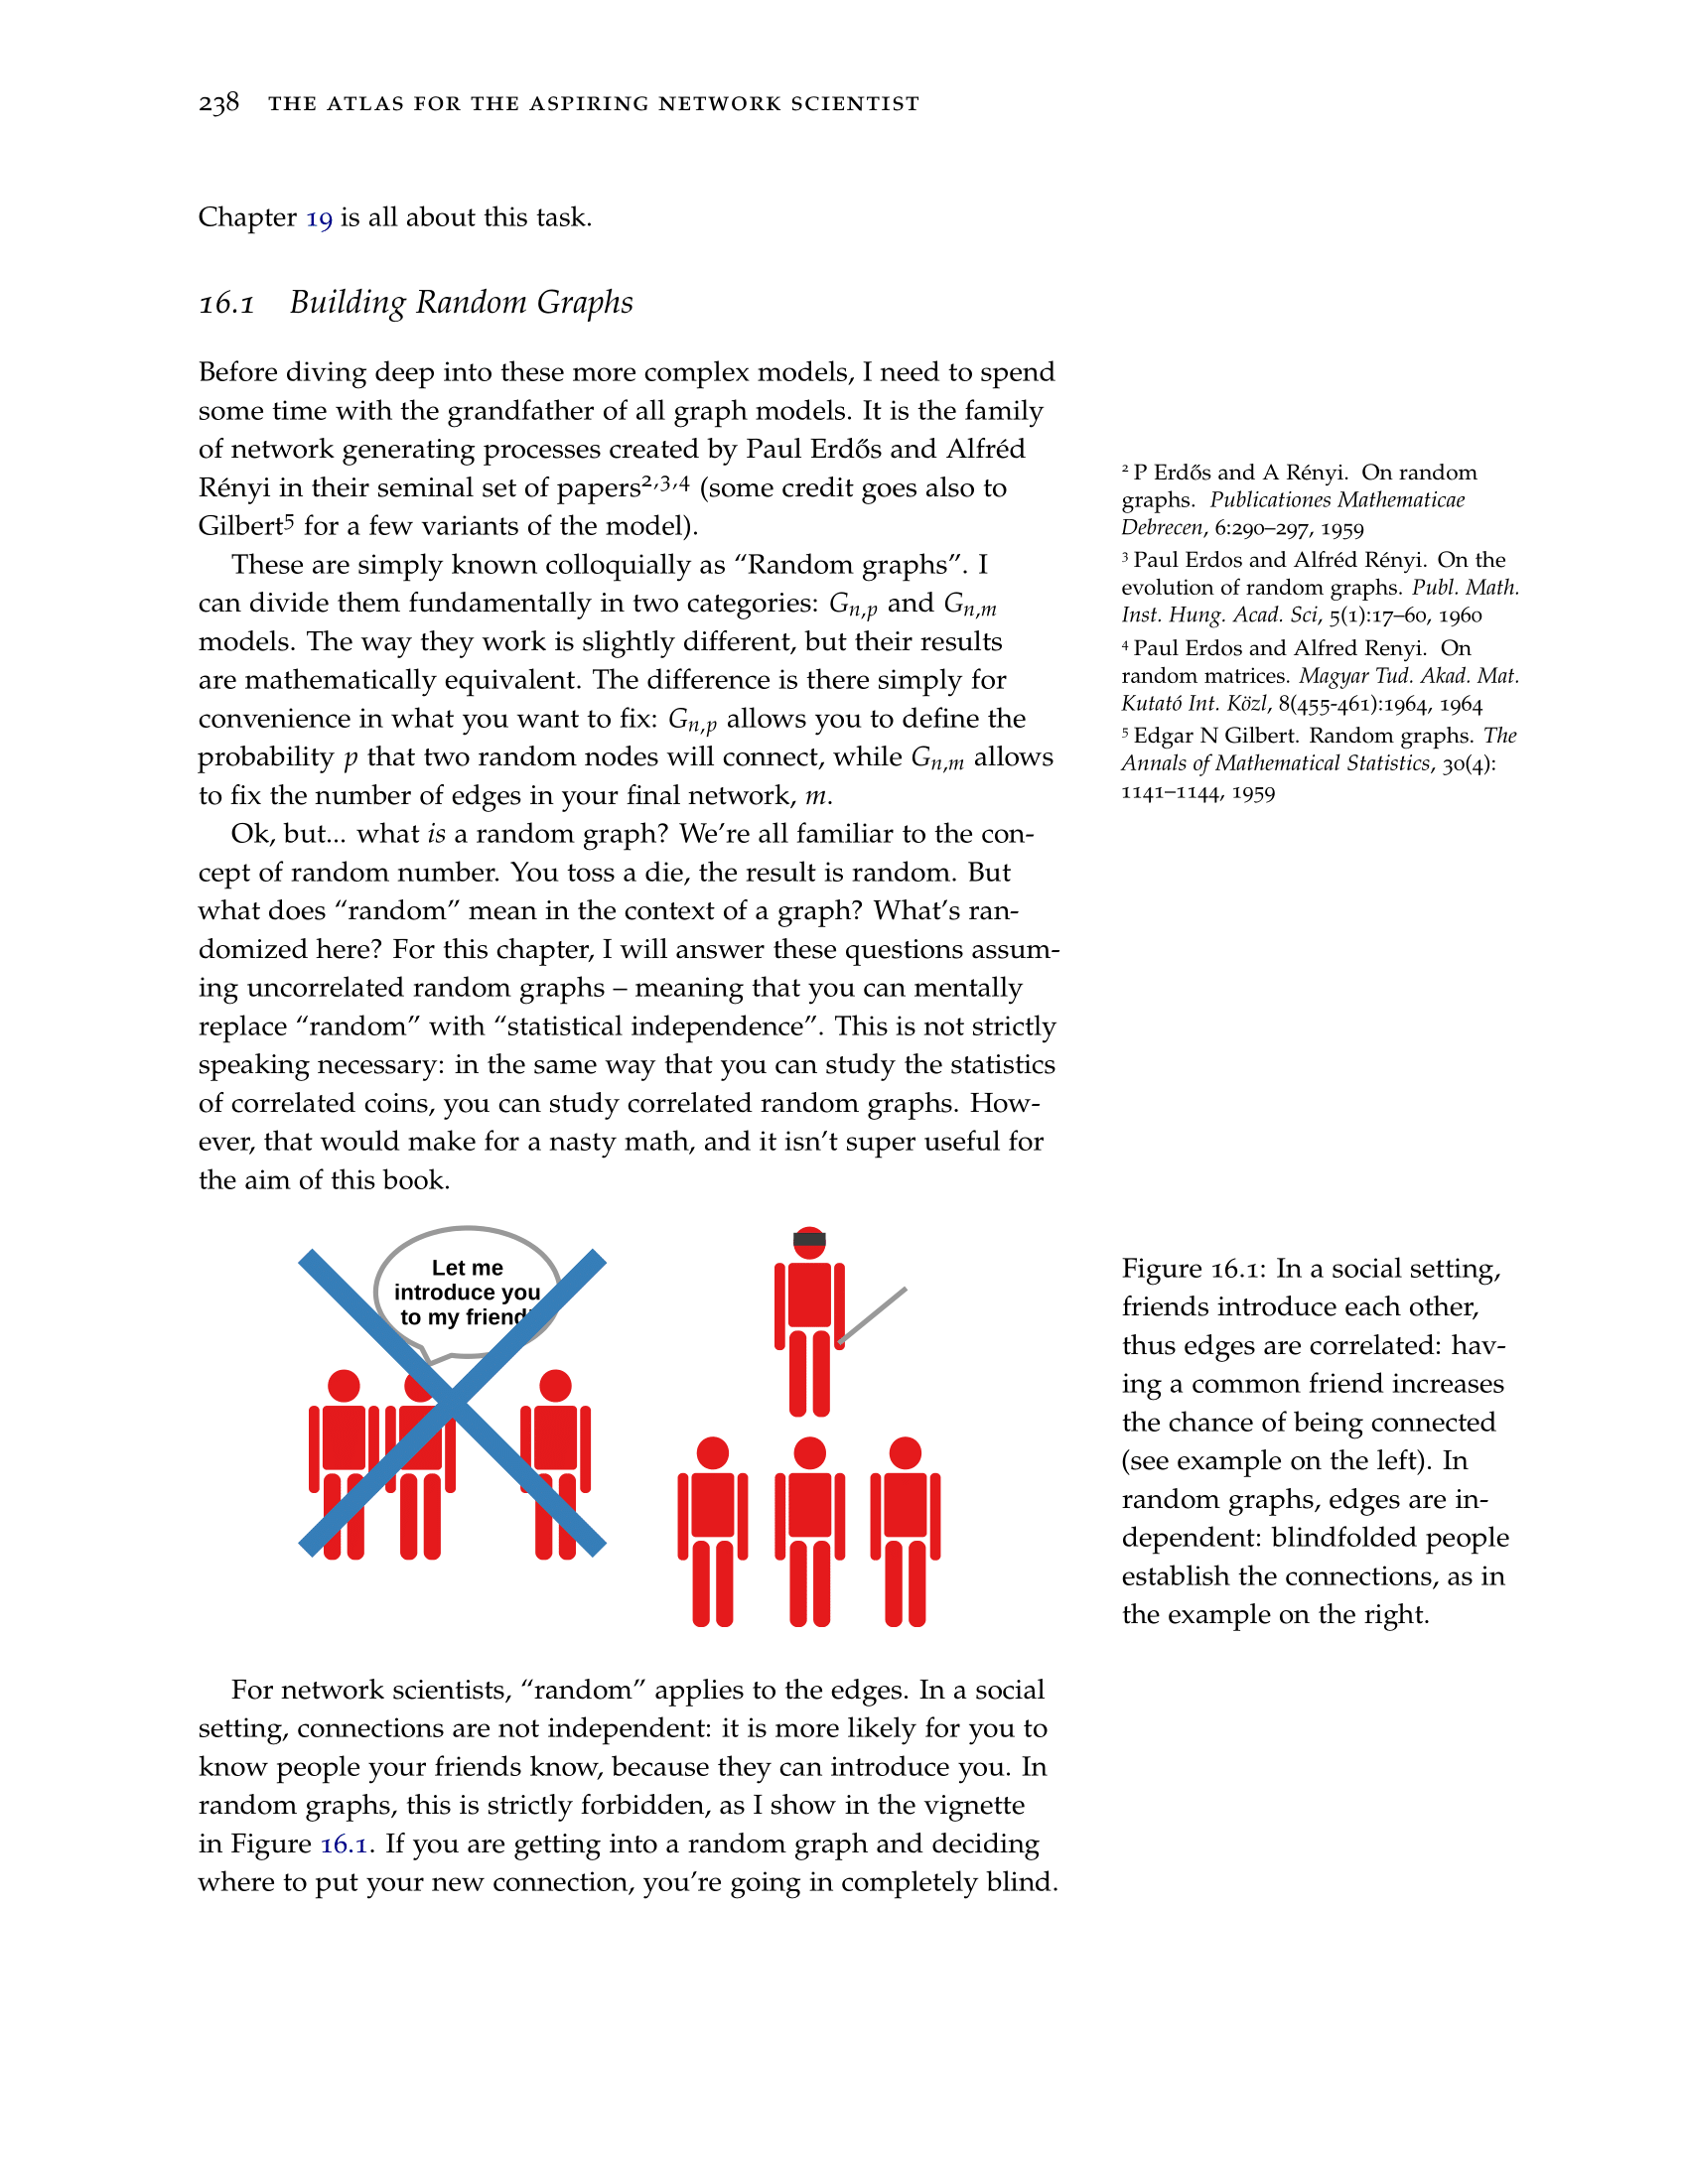 238 THE ATLAS FOR THE ASPIRING NETWORK SCIENTIST
Chapter 19 is all about this task.
16.1 Building Random Graphs
Before diving deep into these more complex models, I need to spend
some time with the grandfather of all graph models. It is the family
of network generating processes created by Paul Erdős and Alfréd
Rényi in their seminal set of papers²,³,⁴ (some credit goes also to
Gilbert⁵ for a few variants of the model).
These are simply known colloquially as “Random graphs”. I
can divide them fundamentally in two categories: Gn,p and Gn,m
models. The way they work is slightly different, but their results
are mathematically equivalent. The difference is there simply for
convenience in what you want to fix: Gn,p allows you to define the
probability p that two random nodes will connect, while Gn,m allows
to fix the number of edges in your final network, m.
Ok, but... what is a random graph? We’re all familiar to the con-
cept of random number. You toss a die, the result is random. But
what does “random” mean in the context of a graph? What’s ran-
domized here? For this chapter, I will answer these questions assum-
ing uncorrelated random graphs – meaning that you can mentally
replace “random” with “statistical independence”. This is not strictly
speaking necessary: in the same way that you can study the statistics
of correlated coins, you can study correlated random graphs. How-
ever, that would make for a nasty math, and it isn’t super useful for
the aim of this book.
² P Erdős and A Rényi. On random
graphs. Publicationes Mathematicae
Debrecen, 6:290–297, 1959
³ Paul Erdos and Alfréd Rényi. On the
evolution of random graphs. Publ. Math.
Inst. Hung. Acad. Sci, 5(1):17–60, 1960
⁴ Paul Erdos and Alfred Renyi. On
random matrices. Magyar Tud. Akad. Mat.
Kutató Int. Közl, 8(455-461):1964, 1964
⁵ Edgar N Gilbert. Random graphs. The
Annals of Mathematical Statistics, 30(4):
1141–1144, 1959
Let me
introduce you
to my friend
Figure 16.1: In a social setting,
friends introduce each other,
thus edges are correlated: hav-
ing a common friend increases
the chance of being connected
(see example on the left). In
random graphs, edges are in-
dependent: blindfolded people
establish the connections, as in
the example on the right.
For network scientists, “random” applies to the edges. In a social
setting, connections are not independent: it is more likely for you to
know people your friends know, because they can introduce you. In
random graphs, this is strictly forbidden, as I show in the vignette
in Figure 16.1. If you are getting into a random graph and deciding
where to put your new connection, you’re going in completely blind.